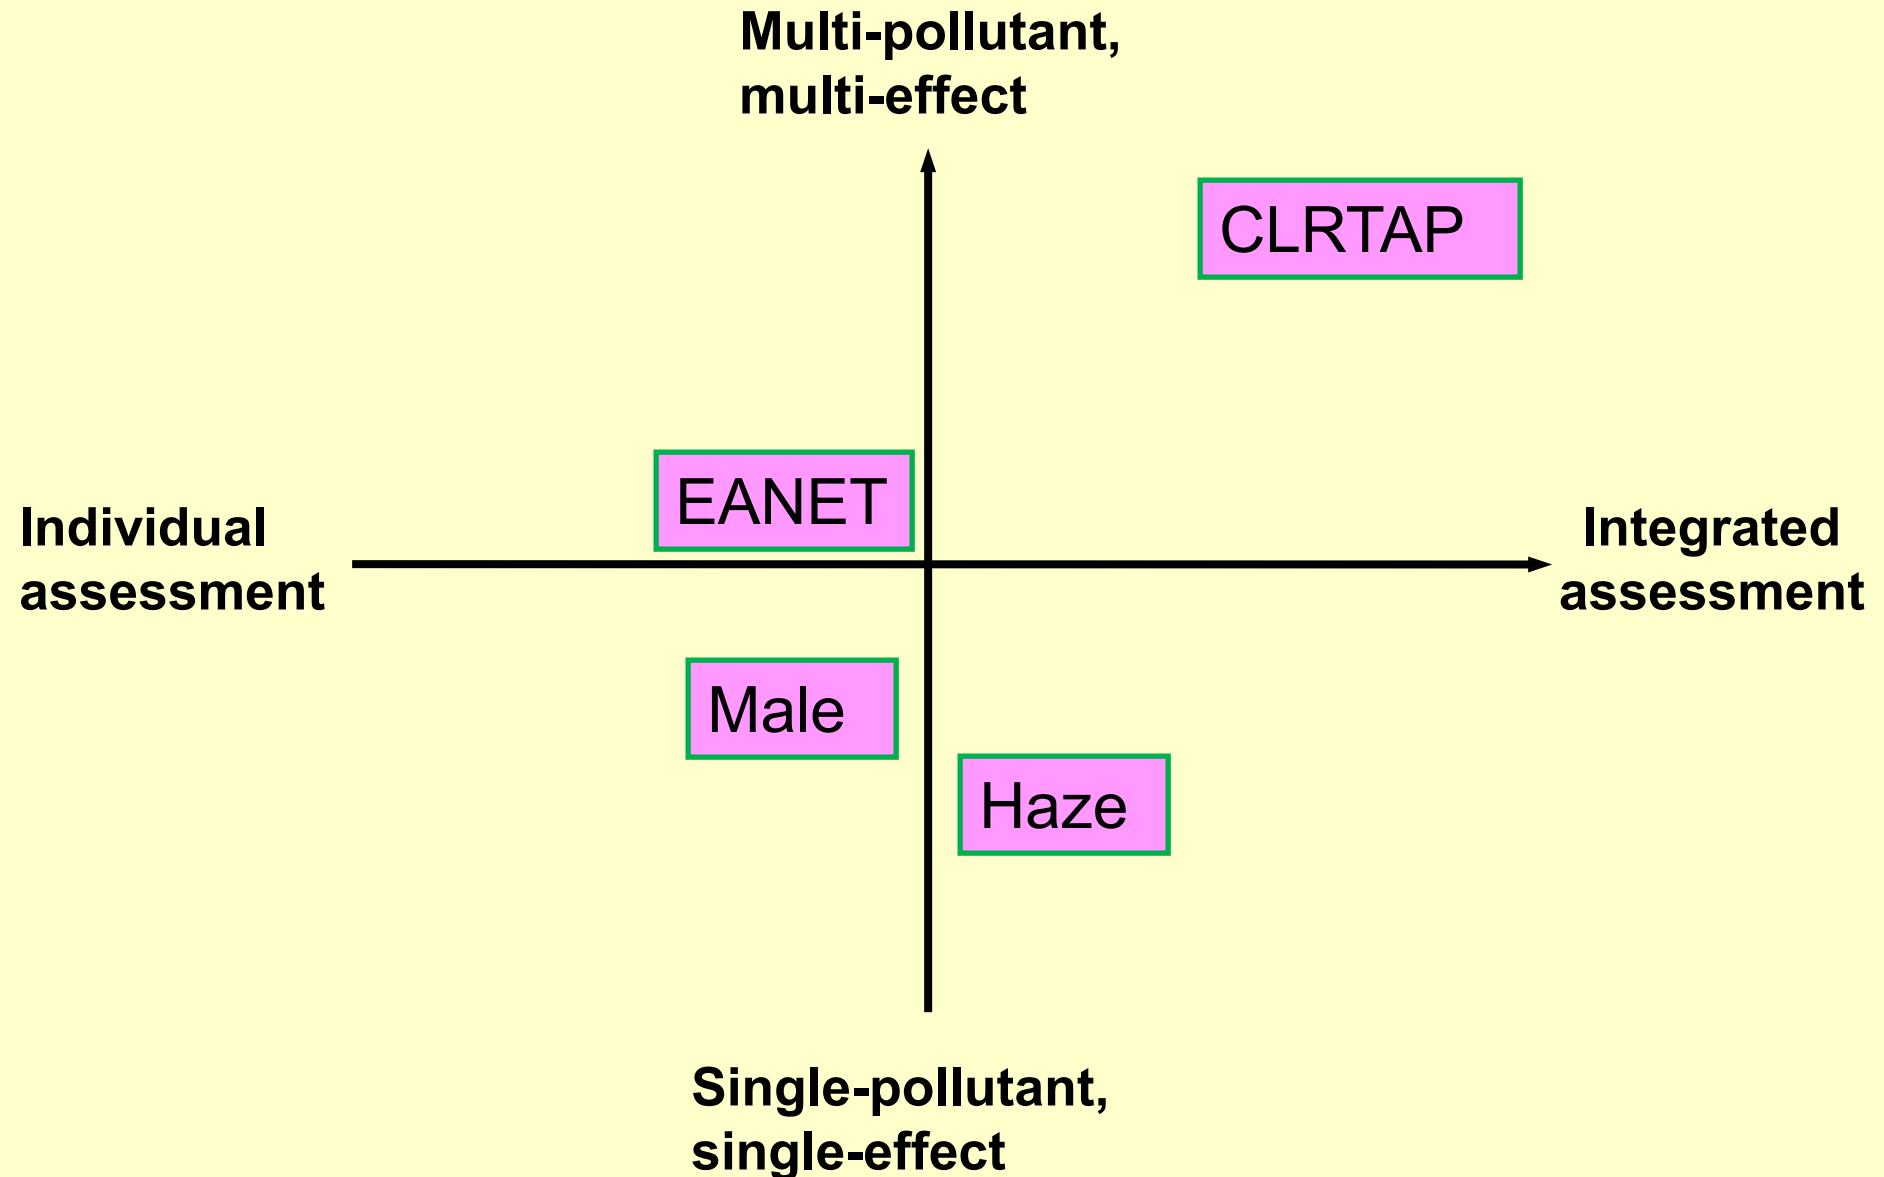 Multi-pollutant,
multi-effect
CLRTAP
EANET
Individual
assessment
Integrated
assessment
Male
Haze
Single-pollutant,
single-effect